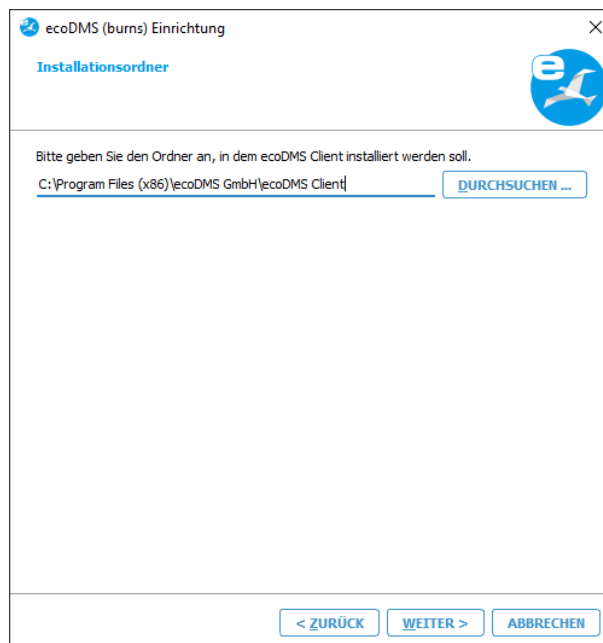 ecoDMS (burns) Einrichtung
Installationsordner
e
Bitte geben Sie den Ordner an, in dem ecoDMS Client installiert werden soll.
C:\Program Files (x86)\ecoDMS GmbH\ecoDMS Client
DURCHSUCHEN ...
< ZURÜCK
WEITER >
ABBRECHEN